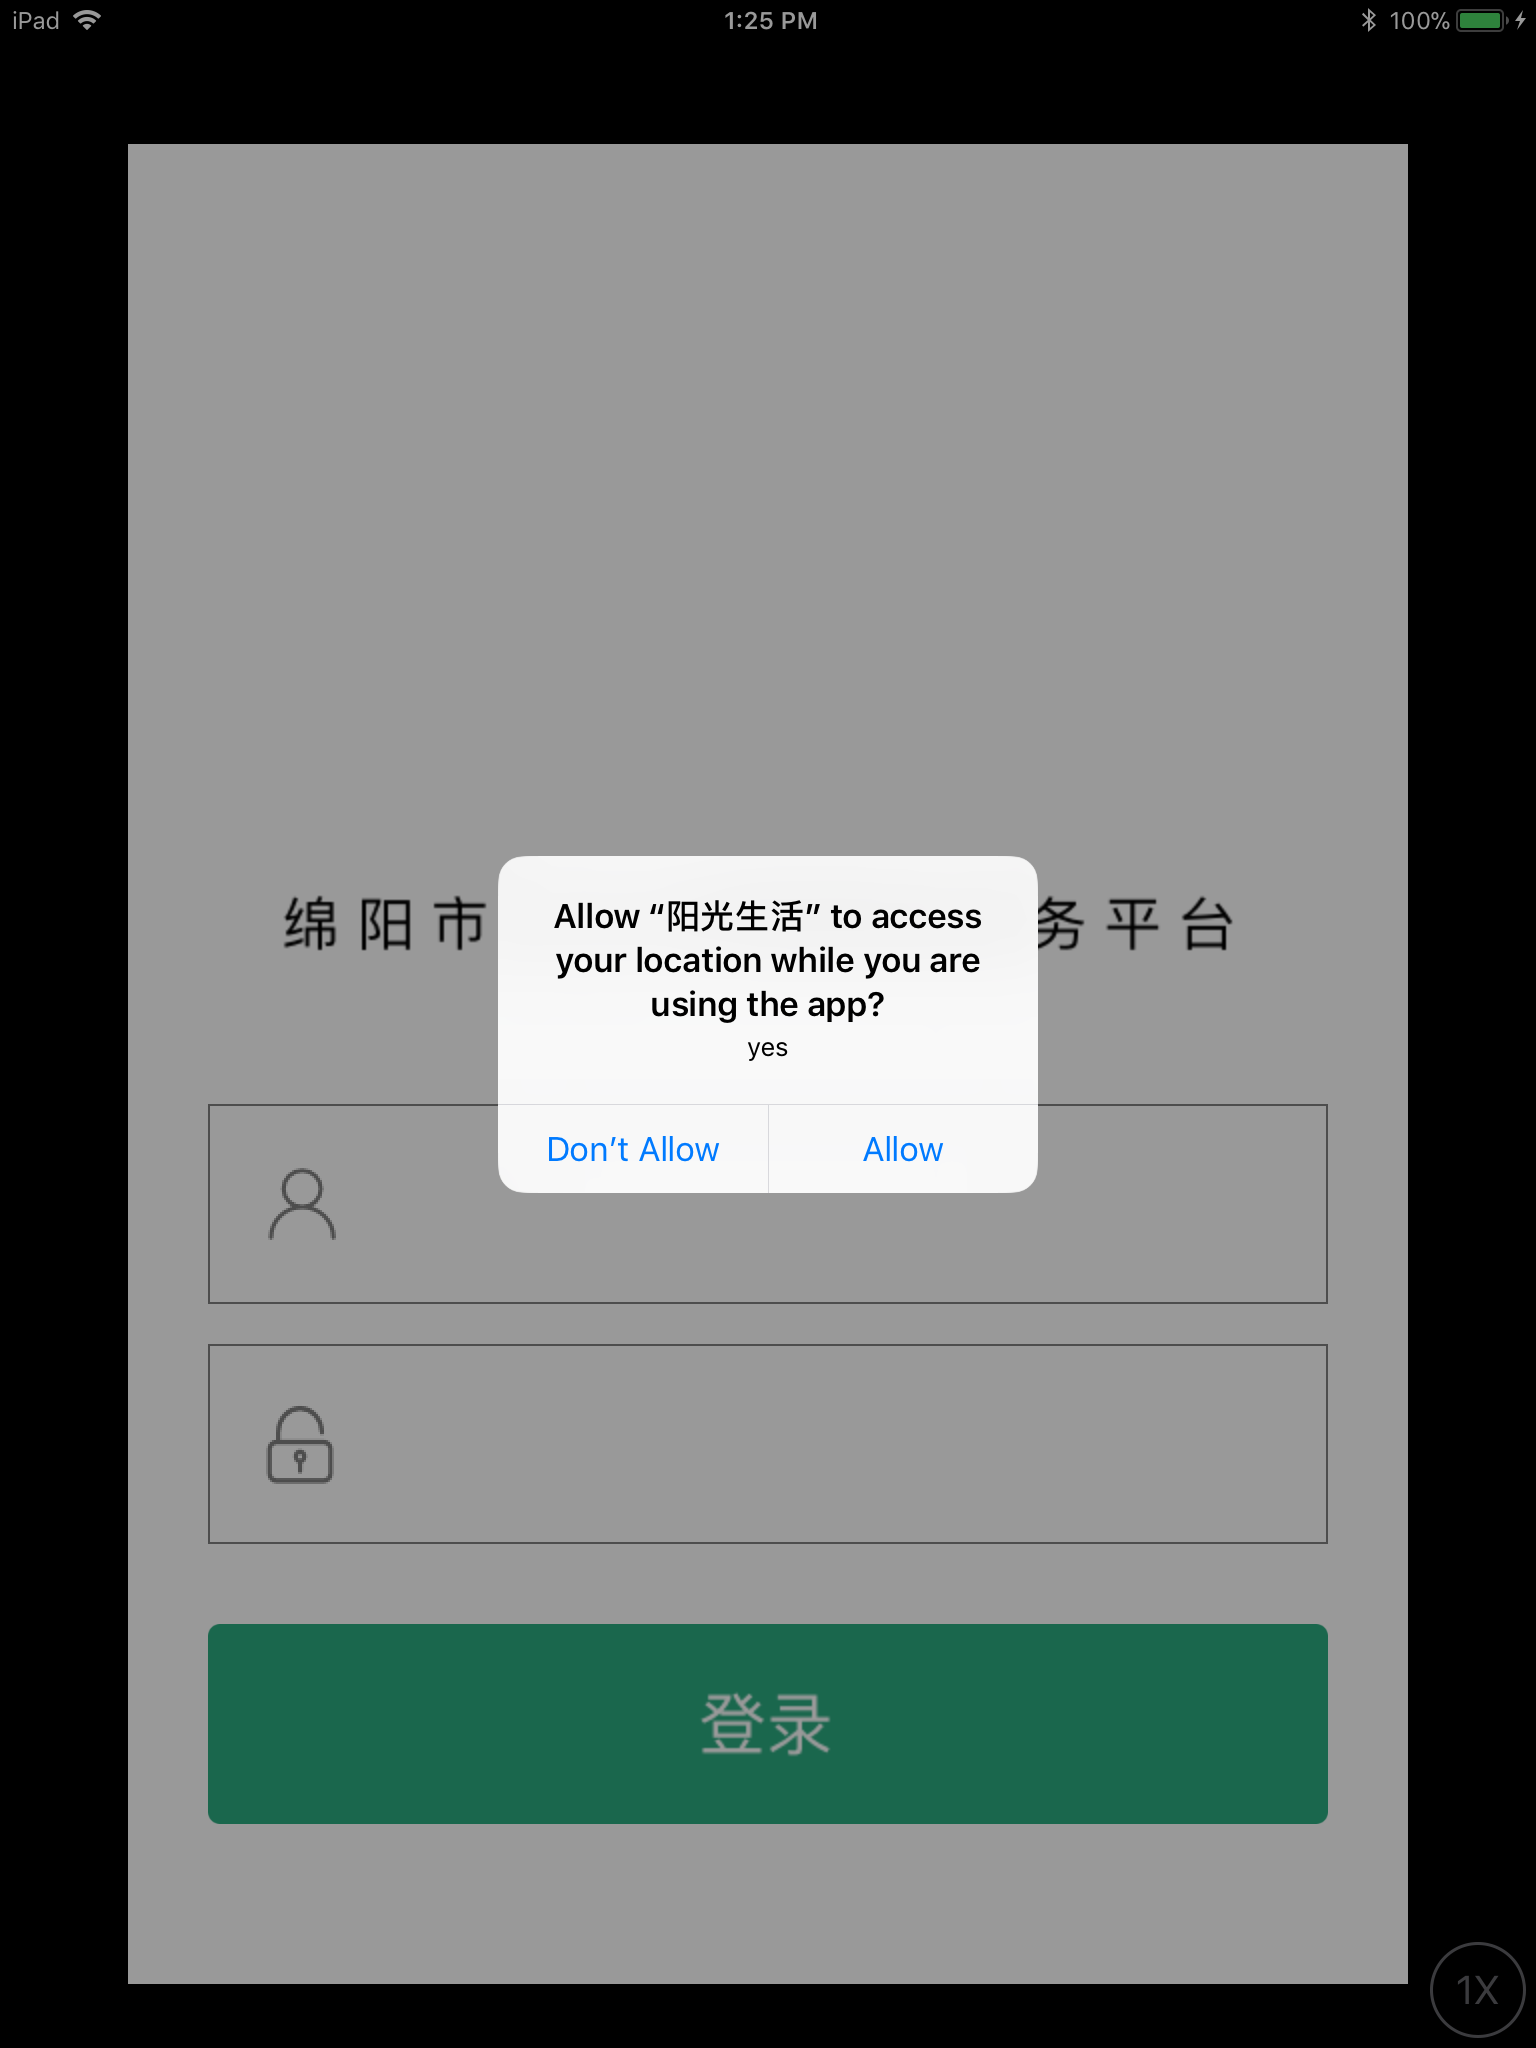 iPad 1:25 PM 100%
绵阳市 务平台
Allow “阳光生活” to access
your location while you are
using the app?
yes
Don’t Allow Allow
登录
1X